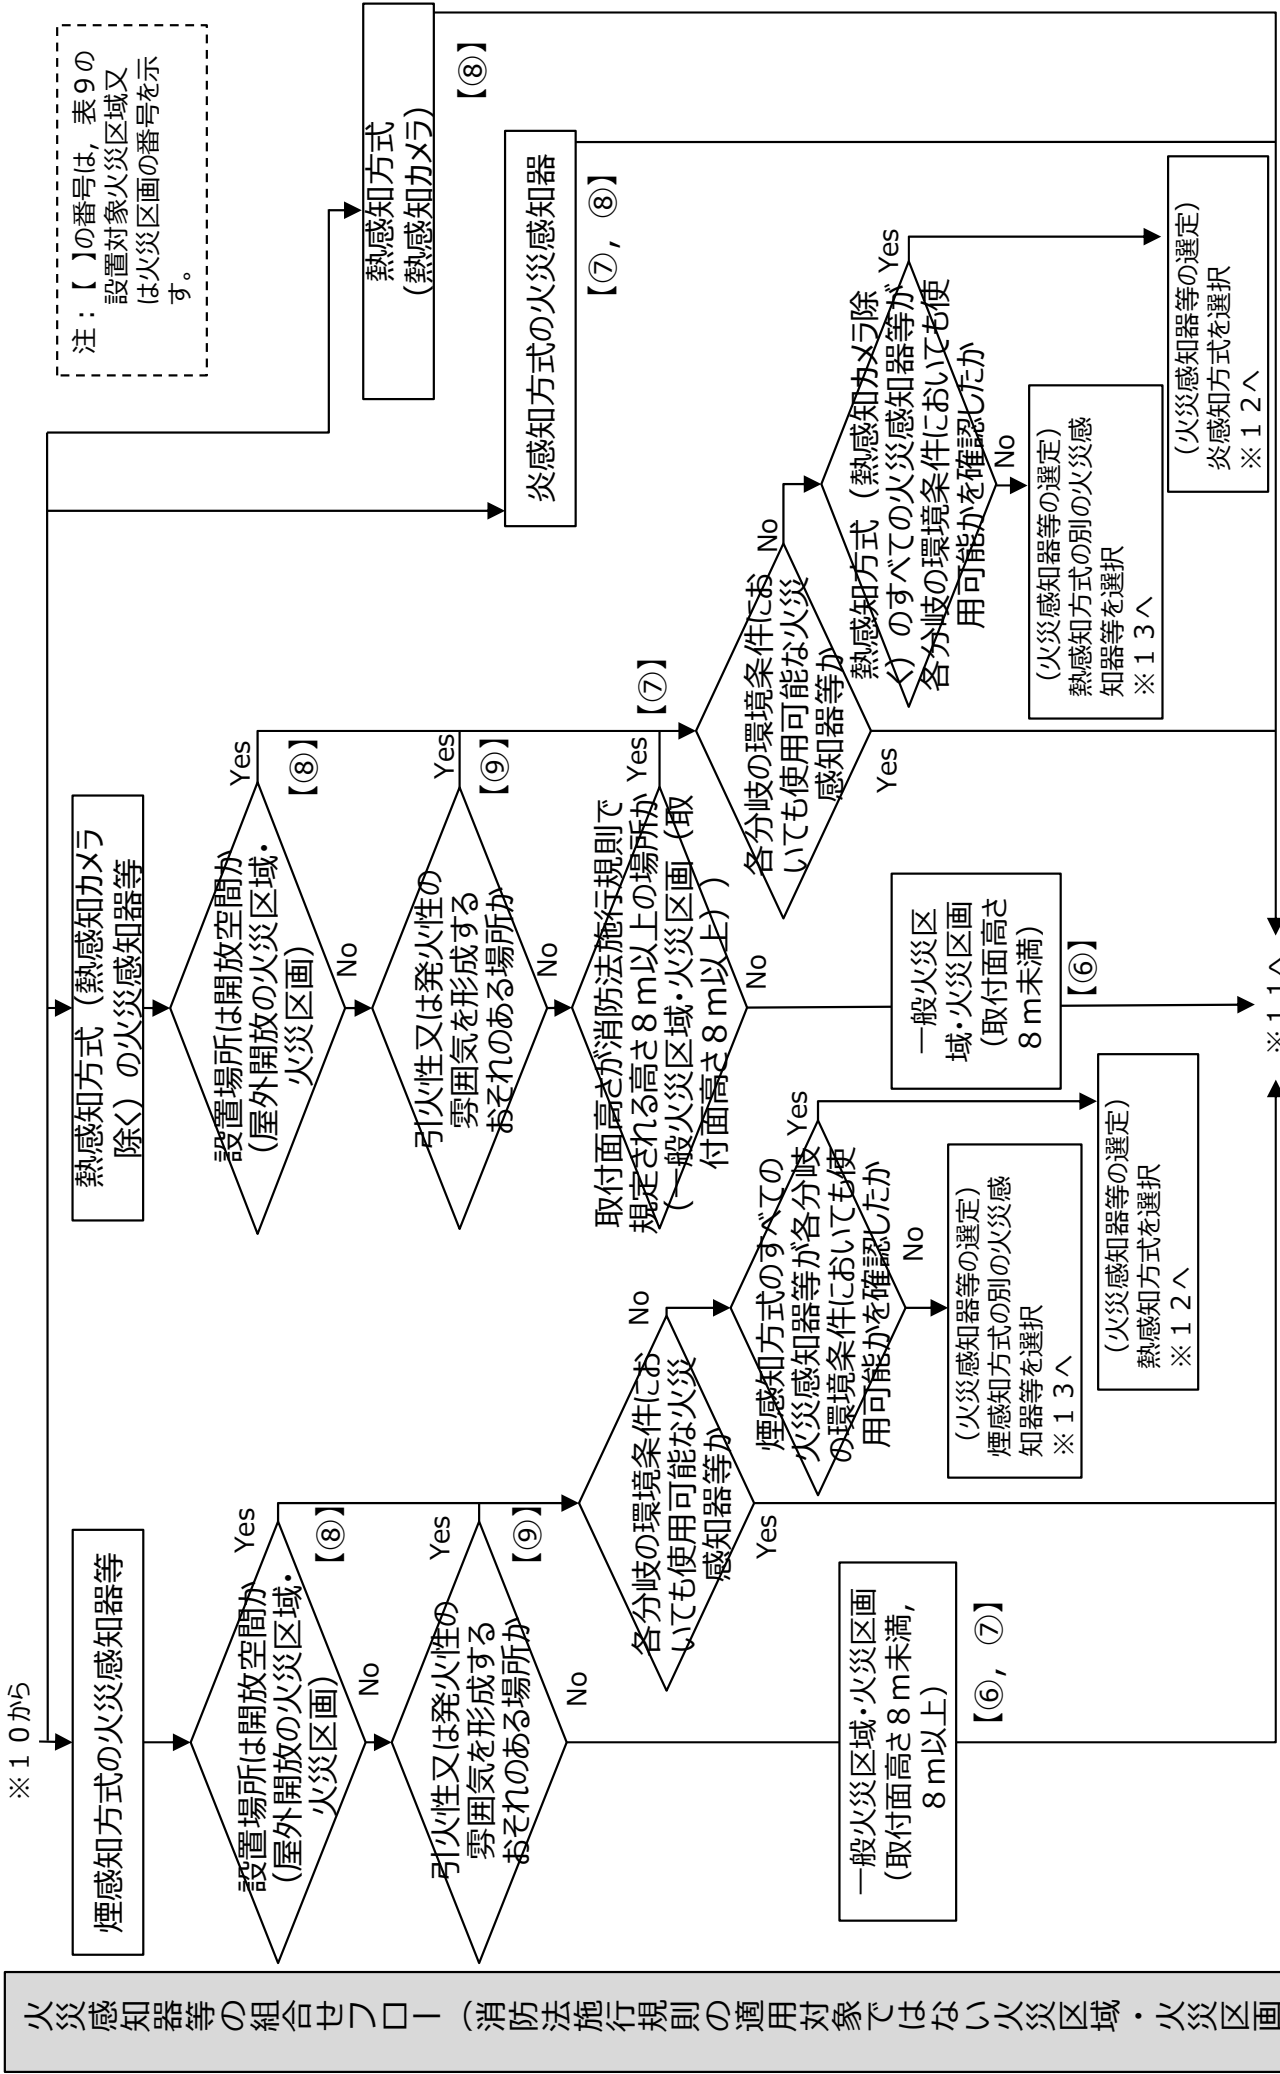 火災感知器等の組合せフロー（消防法施行規則の適用対象ではない火災区域・火災区画
※１０から
煙感知方式の火災感知器等
設置場所は開放空間か
（屋外開放の火災区域・
火災区画）
Yes
【⑧】
No
引火性又は発火性の
雰囲気を形成する
おそれのある場所か
Yes
【⑨】
No
各分岐の環境条件にお
いても使用可能な火災
感知器等か
No
Yes
煙感知方式のすべての
火災感知器等が各分岐
の環境条件においても使
用可能かを確認したか
Yes
No
（火災感知器等の選定）
煙感知方式の別の火災感
知器等を選択
※１３へ
（火災感知器等の選定）
熱感知方式を選択
※１２へ
一般火災区域・火災区画
（取付面高さ８ｍ未満，
８ｍ以上）
【⑥，⑦】
熱感知方式（熱感知カメラ
除く）の火災感知器等
設置場所は開放空間か
（屋外開放の火災区域・
火災区画）
Yes
【⑧】
No
引火性又は発火性の
雰囲気を形成する
おそれのある場所か
Yes
【⑨】
No
取付面高さが消防法施行規則で
規定される高さ８ｍ以上の場所か
（一般火災区域・火災区画（取
付面高さ８ｍ以上））
Yes
【⑦】
No
一般火災区
域・火災区画
（取付面高さ
８ｍ未満）
【⑥】
各分岐の環境条件にお
いても使用可能な火災
感知器等か
No
Yes
熱感知方式（熱感知カメラ除
く）のすべての火災感知器等が
各分岐の環境条件においても使
用可能かを確認したか
Yes
No
（火災感知器等の選定）
熱感知方式の別の火災感
知器等を選択
※１３へ
（火災感知器等の選定）
炎感知方式を選択
※１２へ
炎感知方式の火災感知器
【⑦，⑧】
熱感知方式
（熱感知カメラ）
【⑧】
注：【 】の番号は，表９の
設置対象火災区域又
は火災区画の番号を示
す。
※１１へ